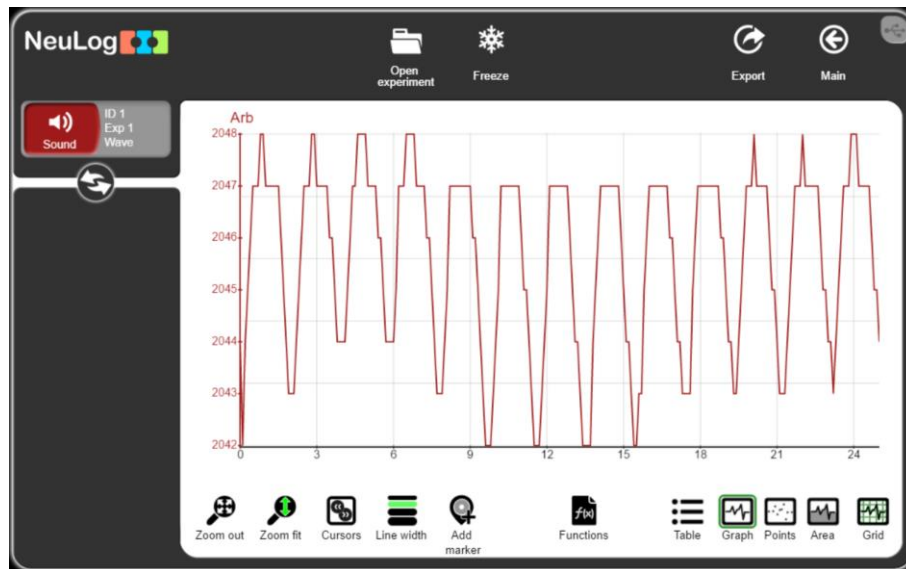 NeuLog
Open
experiment
Freeze
Export
Main
Sound
ID 1
Exp 1
Wave
Arb
2048
2047
2046
2045
2044
2043
2042
0 3 6 9 12 15 18 21 24
Zoom out
Zoom fit
Cursors
Line width
Add
marker
f(x)
Functions
Table
Graph
Points
Area
Grid